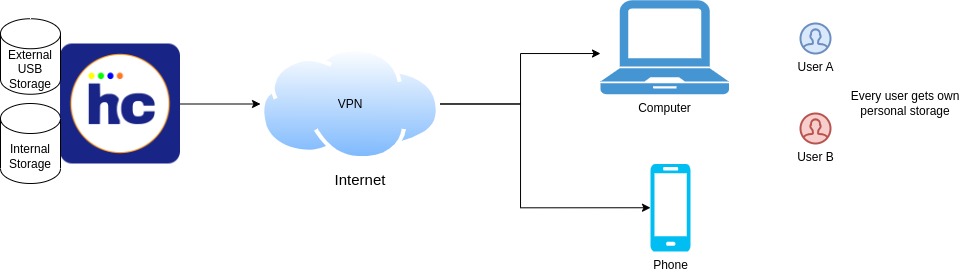 External
USB
Storage
hc
Internal
Storage
VPN
Internet
Computer
Phone
User A
User B
Every user gets own
personal storage